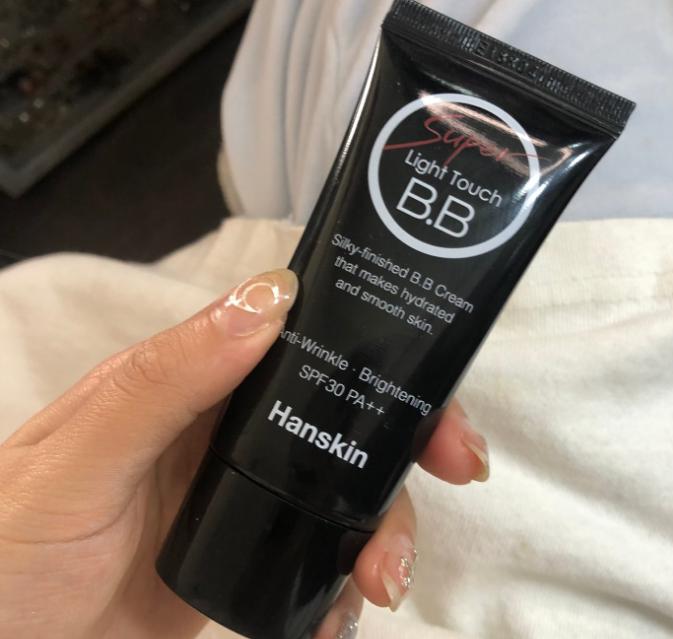 Super
Light Touch
B.B
Silky-finished B.B Cream
that makes hydrated
and smooth skin.
Anti-Wrinkle · Brightening
SPF30 PA++
Hanskin